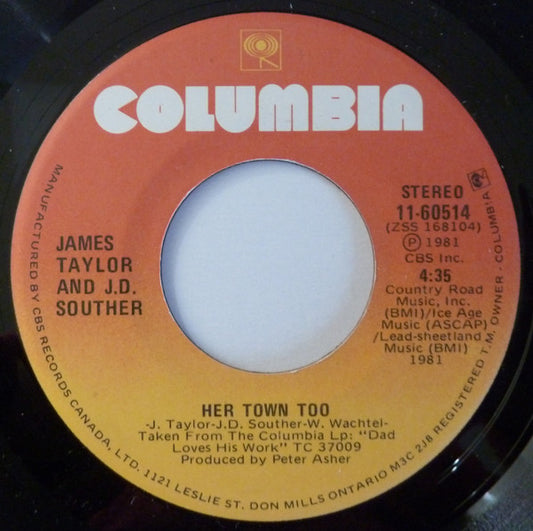 COLUMBIA
JAMES
TAYLOR
AND J.D.
SOUTHER
STEREO
11-60514
(ZSS 168104)
Ⓟ 1981
CBS Inc.
4:35
Country Road
Music, Inc.
(BMI)/Ice Age
Music (ASCAP)
/Lead-sheetland
Music (BMI)
1981
HER TOWN TOO
-J. Taylor-J.D. Souther-W. Wachtel-
Taken From The Columbia Lp: "Dad
Loves His Work" TC 37009
Produced by Peter Asher
MANUFACTURED BY CBS RECORDS CANADA, LTD. 1121 LESLIE ST. DON MILLS ONTARIO M3C 2J8 REGISTERED T.M. OWNER - COLUMBIA